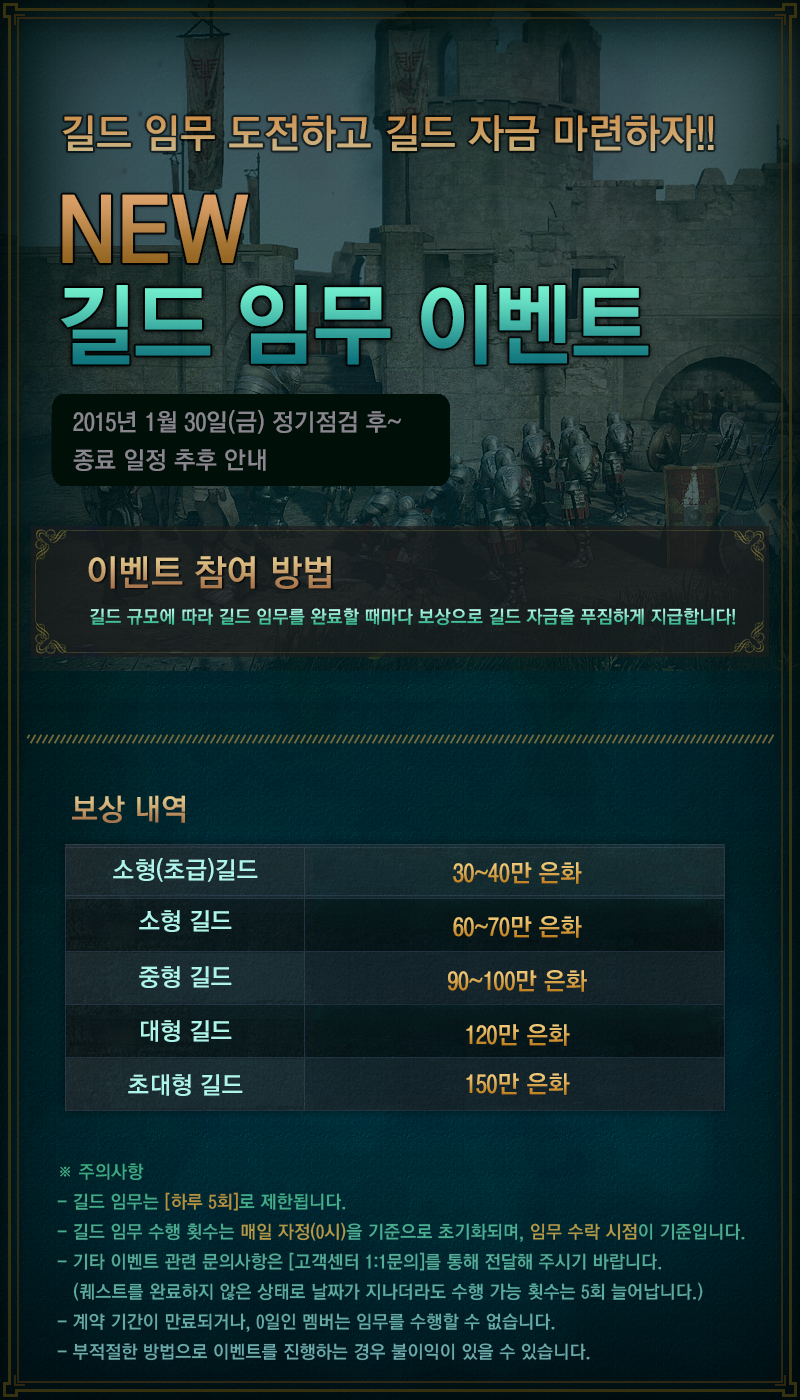 길드 임무 도전하고 길드 자금 마련하자!!
NEW
길드 임무 이벤트
2015년 1월 30일(금) 정기점검 후~
종료 일정 추후 안내
이벤트 참여 방법
길드 규모에 따라 길드 임무를 완료할 때마다 보상으로 길드 자금을 푸짐하게 지급합니다!
보상 내역
소형(초급)길드 30~40만 은화
소형 길드 60~70만 은화
중형 길드 90~100만 은화
대형 길드 120만 은화
초대형 길드 150만 은화
※ 주의사항
- 길드 임무는 [하루 5회]로 제한됩니다.
- 길드 임무 수행 횟수는 매일 자정(0시)을 기준으로 초기화되며, 임무 수락 시점이 기준입니다.
- 기타 이벤트 관련 문의사항은 [고객센터 1:1문의]를 통해 전달해 주시기 바랍니다.
(퀘스트를 완료하지 않은 상태로 날짜가 지나더라도 수행 가능 횟수는 5회 늘어납니다.)
- 계약 기간이 만료되거나, 0일인 멤버는 임무를 수행할 수 없습니다.
- 부적절한 방법으로 이벤트를 진행하는 경우 불이익이 있을 수 있습니다.